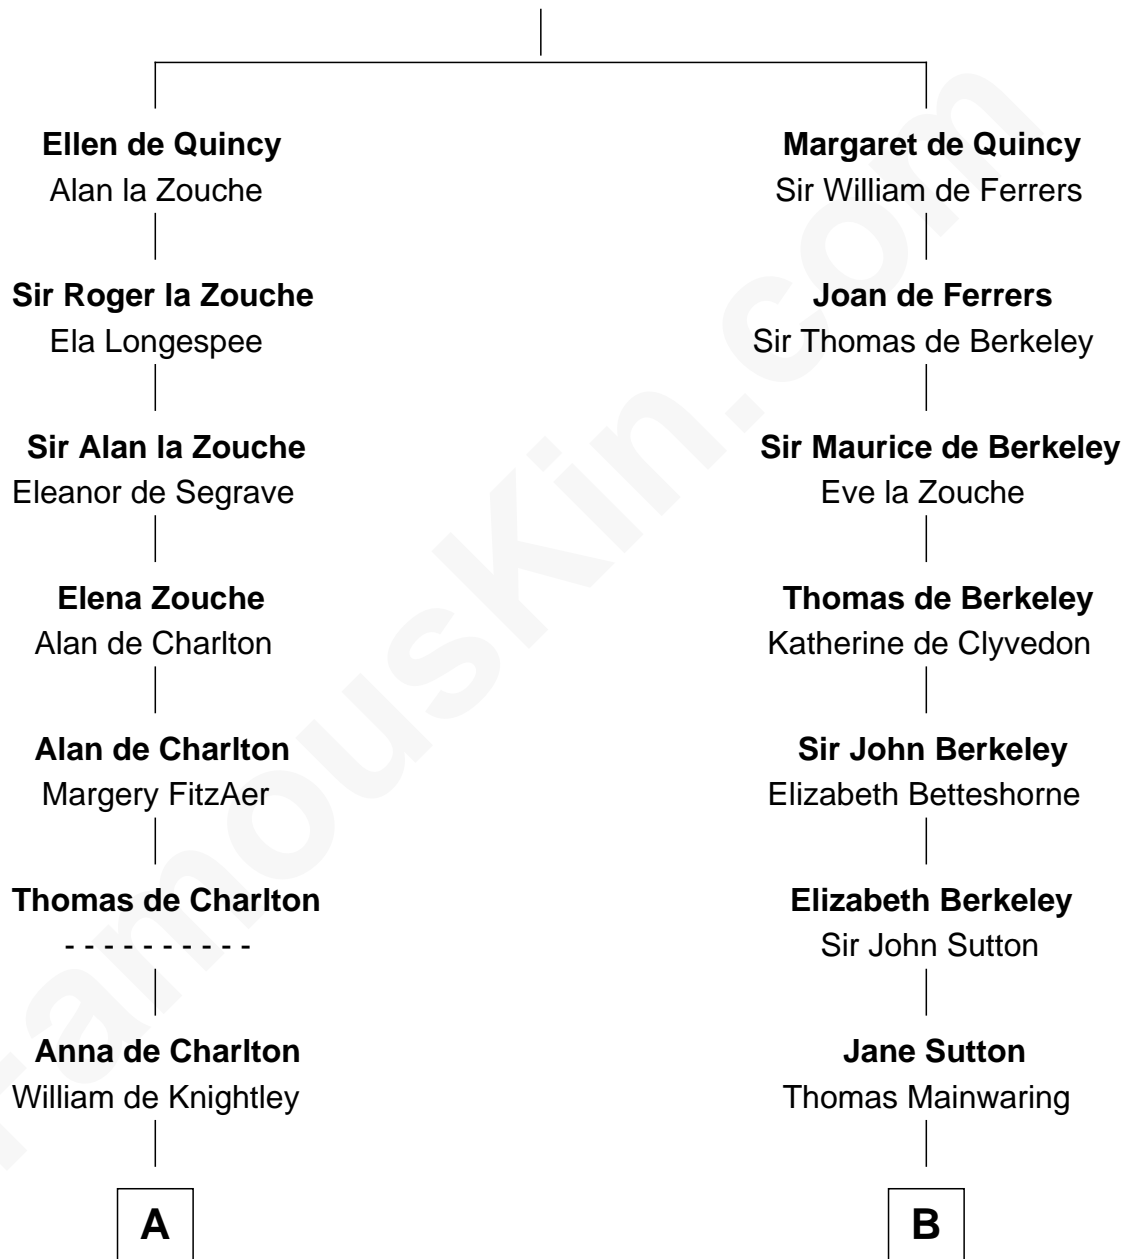 Ellen de Quincy
Alan la Zouche
Sir Roger la Zouche
Ela Longespee
Sir Alan la Zouche
Eleanor de Segrave
Elena Zouche
Alan de Charlton
Alan de Charlton
Margery FitzAer
Thomas de Charlton
- - - - - - - - - -
Anna de Charlton
William de Knightley
A
Margaret de Quincy
Sir William de Ferrers
Joan de Ferrers
Sir Thomas de Berkeley
Sir Maurice de Berkeley
Eve la Zouche
Thomas de Berkeley
Katherine de Clyvedon
Sir John Berkeley
Elizabeth Betteshorne
Elizabeth Berkeley
Sir John Sutton
Jane Sutton
Thomas Mainwaring
B
FamousKin.com